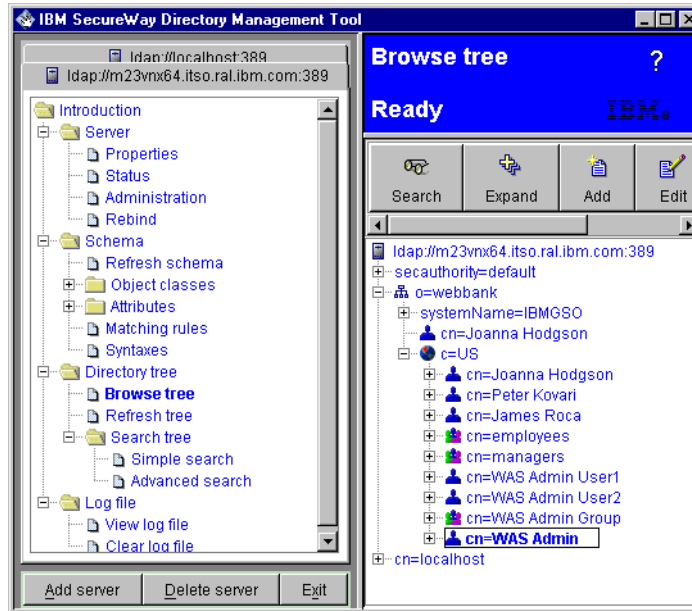 IBM SecureWay Directory Management Tool
ldap://localhost:389
ldap://m23vnx64.itso.ral.ibm.com:389
Introduction
Server
Properties
Status
Administration
Rebind
Schema
Refresh schema
Object classes
Attributes
Matching rules
Syntaxes
Directory tree
Browse tree
Refresh tree
Search tree
Simple search
Advanced search
Log file
View log file
Clear log file
Add server
Delete server
Exit
Browse tree
?
Ready
IBM®
Search
Expand
Add
Edit
ldap://m23vnx64.itso.ral.ibm.com:389
secauthority=default
o=webbank
systemName=IBMGSO
cn=Joanna Hodgson
c=US
cn=Joanna Hodgson
cn=Peter Kovari
cn=James Roca
cn=employees
cn=managers
cn=WAS Admin User1
cn=WAS Admin User2
cn=WAS Admin Group
cn=WAS Admin
cn=localhost